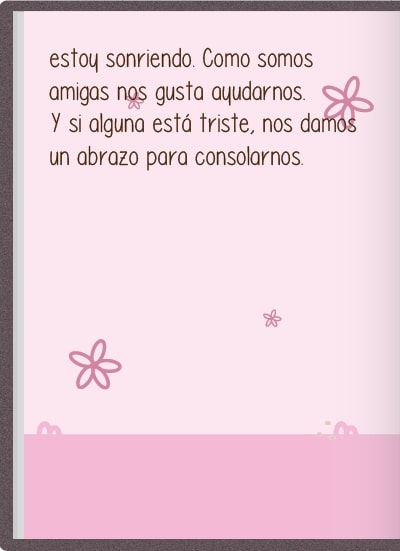 estoy sonriendo. Como somos
amigas nos gusta ayudarnos.
Y si alguna está triste, nos damos
un abrazo para consolarnos.